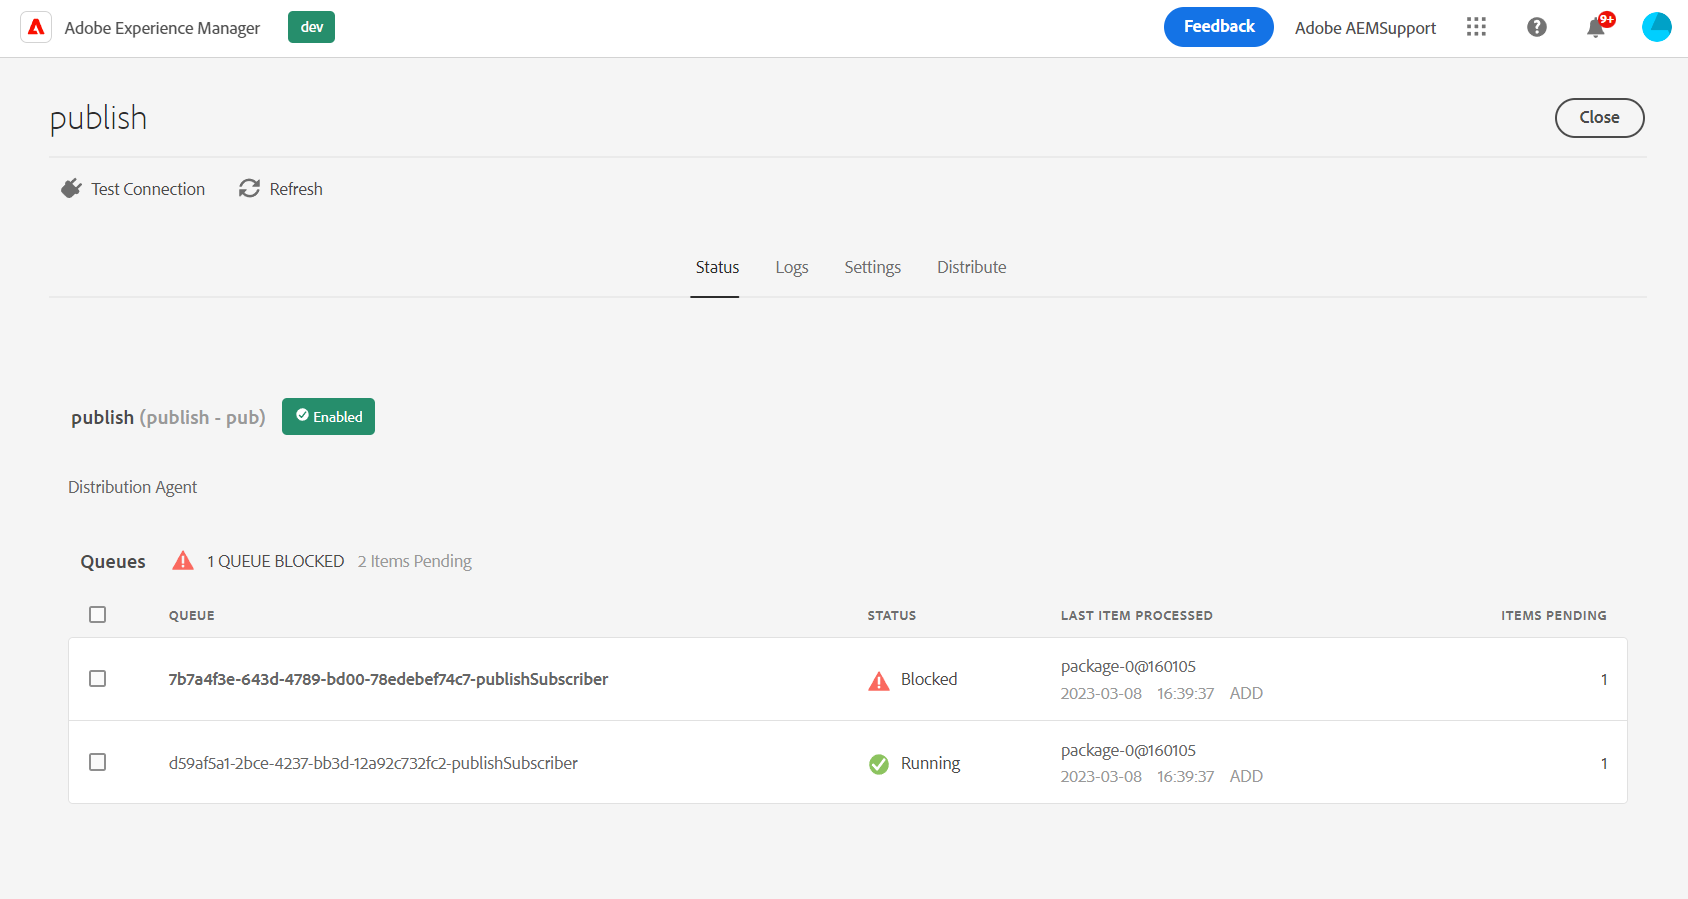 Adobe Experience Manager dev Feedback Adobe AEMSupport 9+
publish Close
Test Connection Refresh
Status Logs Settings Distribute
publish (publish - pub) Enabled
Distribution Agent
Queues 1 QUEUE BLOCKED 2 Items Pending
QUEUE STATUS LAST ITEM PROCESSED ITEMS PENDING
7b7a4f3e-643d-4789-bd00-78edebef74c7-publishSubscriber Blocked package-0@160105 1
2023-03-08 16:39:37 ADD
d59af5a1-2bce-4237-bb3d-12a92c732fc2-publishSubscriber Running package-0@160105 1
2023-03-08 16:39:37 ADD